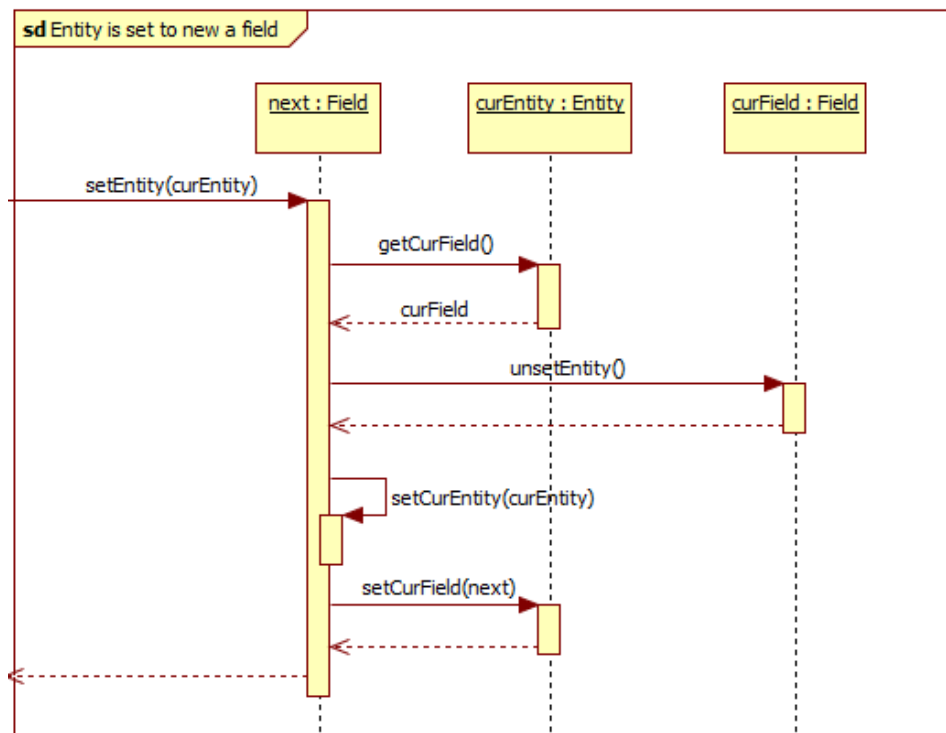 sd Entity is set to new a field
next : Field
curEntity : Entity
curField : Field
setEntity(curEntity)
getCurField()
curField
unsetEntity()
setCurEntity(curEntity)
setCurField(next)